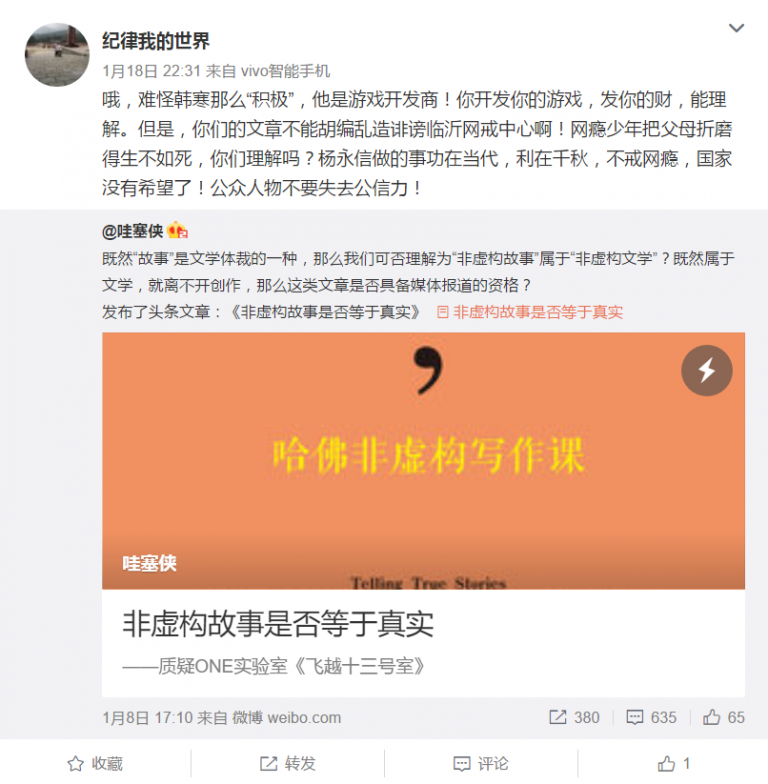 纪律我的世界
1月18日 22:31 来自 vivo智能手机
哦，难怪韩寒那么“积极”，他是游戏开发商！你开发你的游戏，发你的财，能理
解。但是，你们的文章不能胡编乱造诽谤临沂网戒中心啊！网瘾少年把父母折磨
得生不如死，你们理解吗？杨永信做的事功在当代，利在千秋，不戒网瘾，国家
没有希望了！公众人物不要失去公信力！
@哇塞侠
既然“故事”是文学体裁的一种，那么我们可否理解为“非虚构故事”属于“非虚构文学”？既然属于
文学，就离不开创作，那么这类文章是否具备媒体报道的资格？
发布了头条文章：《非虚构故事是否等于真实》 非虚构故事是否等于真实
哈佛非虚构写作课
哇塞侠
Telling True Stories
非虚构故事是否等于真实
——质疑ONE实验室《飞越十三号室》
1月8日 17:10 来自 微博 weibo.com 380 635 65
收藏 转发 评论 1